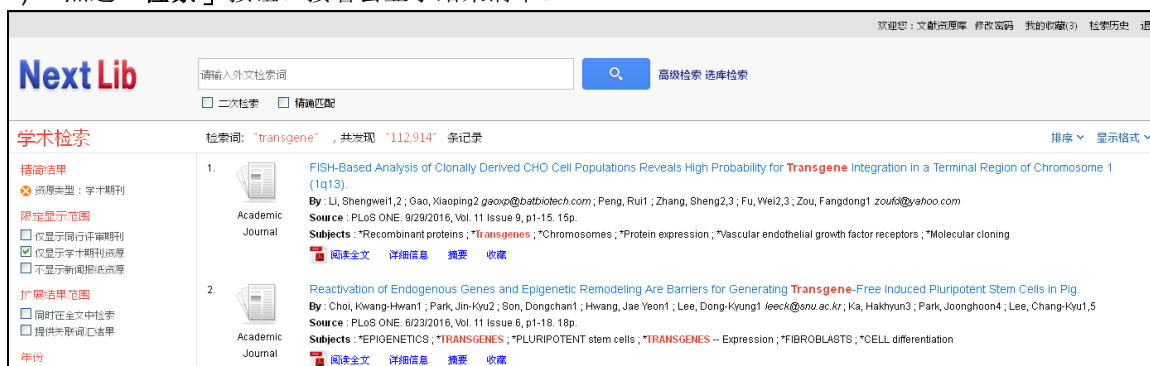 欢迎您：文献资原库 修改密码 我的收藏(3) 检索历史
Next Lib
请输入外文检索词
高级检索 选库检索
二次检索 精确匹配
学术检索
检索词: "transgene" ，共发现 "112,914" 条记录
排序 显示格式
精简结果
资原类型：学术期刊
限定显示范围
仅显示同行评审期刊
仅显示学术期刊资原
不显示新闻报纸资原
扩展结果范围
同时在全文中检索
提供关联词汇结果
年份
1.
Academic
Journal
FISH-Based Analysis of Clonally Derived CHO Cell Populations Reveals High Probability for Transgene Integration in a Terminal Region of Chromosome 1
(1q13).
By : Li, Shengwei1,2 ; Gao, Xiaoping2 gaoxp@batbiotech.com ; Peng, Rui1 ; Zhang, Sheng2,3 ; Fu, Wei2,3 ; Zou, Fangdong1 zoufd@yahoo.com
Source : PLoS ONE. 9/29/2016, Vol. 11 Issue 9, p1-15. 15p.
Subjects : *Recombinant proteins ; *Transgenes ; *Chromosomes ; *Protein expression ; *Vascular endothelial growth factor receptors ; *Molecular cloning
阅读全文 详细信息 摘要 收藏
2.
Academic
Journal
Reactivation of Endogenous Genes and Epigenetic Remodeling Are Barriers for Generating Transgene-Free Induced Pluripotent Stem Cells in Pig.
By : Choi, Kwang-Hwan1 ; Park, Jin-Kyu2 ; Son, Dongchan1 ; Hwang, Jae Yeon1 ; Lee, Dong-Kyung1 leeck@snu.ac.kr ; Ka, Hakhyun3 ; Park, Joonghoon4 ; Lee, Chang-Kyu1,5
Source : PLoS ONE. 6/23/2016, Vol. 11 Issue 6, p1-18. 18p.
Subjects : *EPIGENETICS ; *TRANSGENES ; *PLURIPOTENT stem cells ; *TRANSGENES -- Expression ; *FIBROBLASTS ; *CELL differentiation
阅读全文 详细信息 摘要 收藏